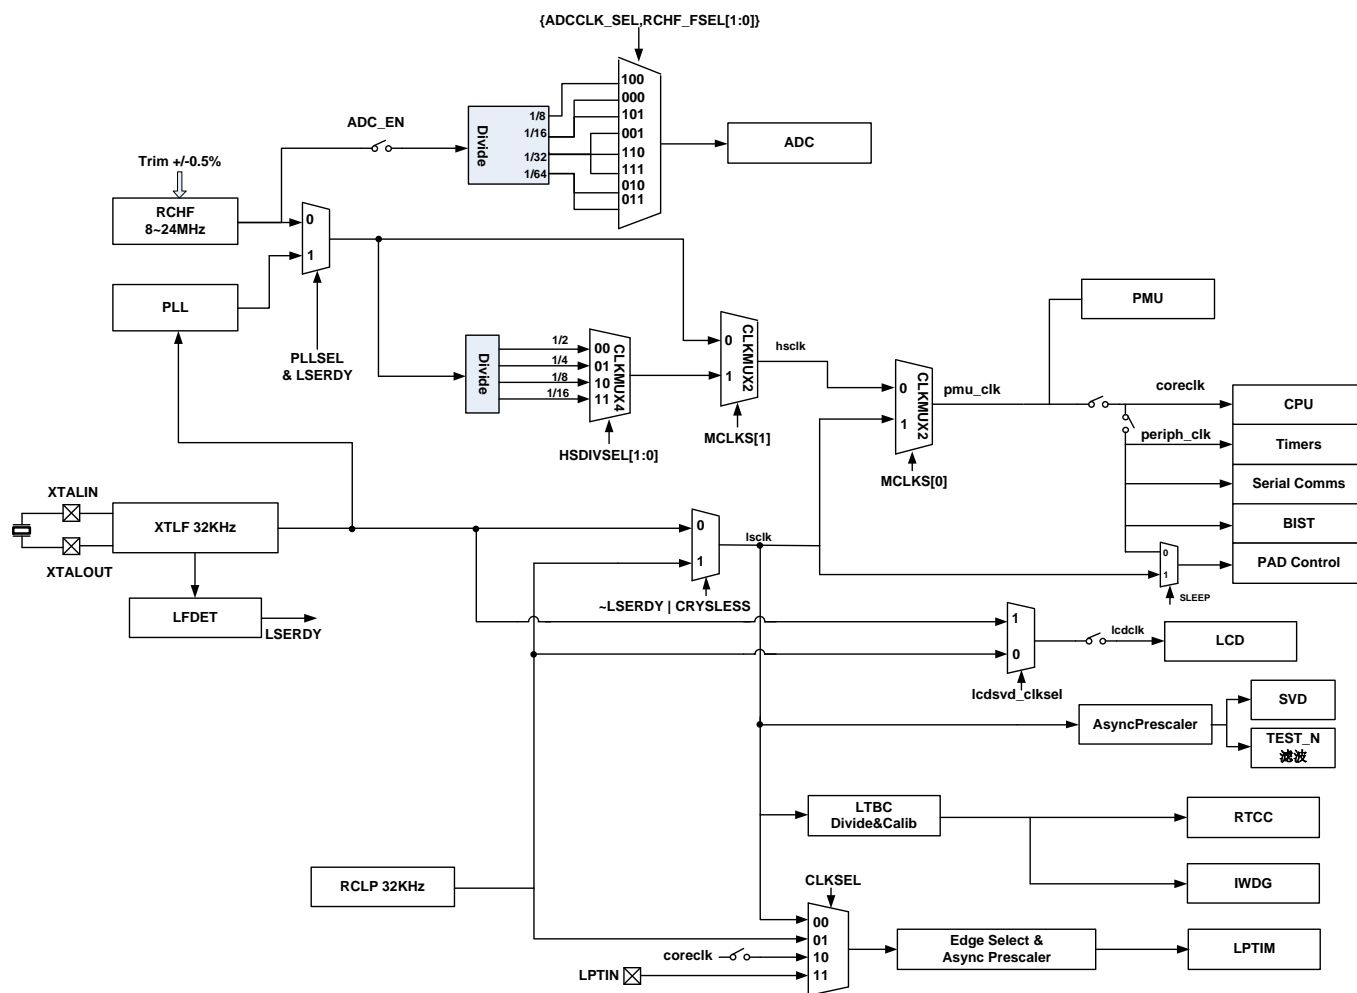 {ADCCLK_SEL,RCHF_FSEL[1:0]}
100
000
101
001
110
111
010
011
ADC_EN
Divide
1/8
1/16
1/32
1/64
ADC
Trim +/-0.5%
RCHF
8~24MHz
0
1
PLL
PLLSEL
& LSERDY
Divide
1/2
1/4
1/8
1/16
00
01
10
11
CLKMUX4
HSDIVSEL[1:0]
0
1
CLKMUX2
MCLKS[1]
hsclk
0
1
CLKMUX2
MCLKS[0]
pmu_clk
PMU
coreclk
periph_clk
CPU
Timers
Serial Comms
BIST
PAD Control
0
1
SLEEP
XTALIN
XTALOUT
XTLF 32KHz
LFDET
LSERDY
0
1
lsclk
~LSERDY | CRYSLESS
1
0
lcdsvd_clksel
lcdclk
LCD
AsyncPrescaler
SVD
TEST_N
滤波
LTBC
Divide&Calib
RTCC
IWDG
RCLP 32KHz
CLKSEL
00
01
10
11
coreclk
LPTIN
Edge Select &
Async Prescaler
LPTIM